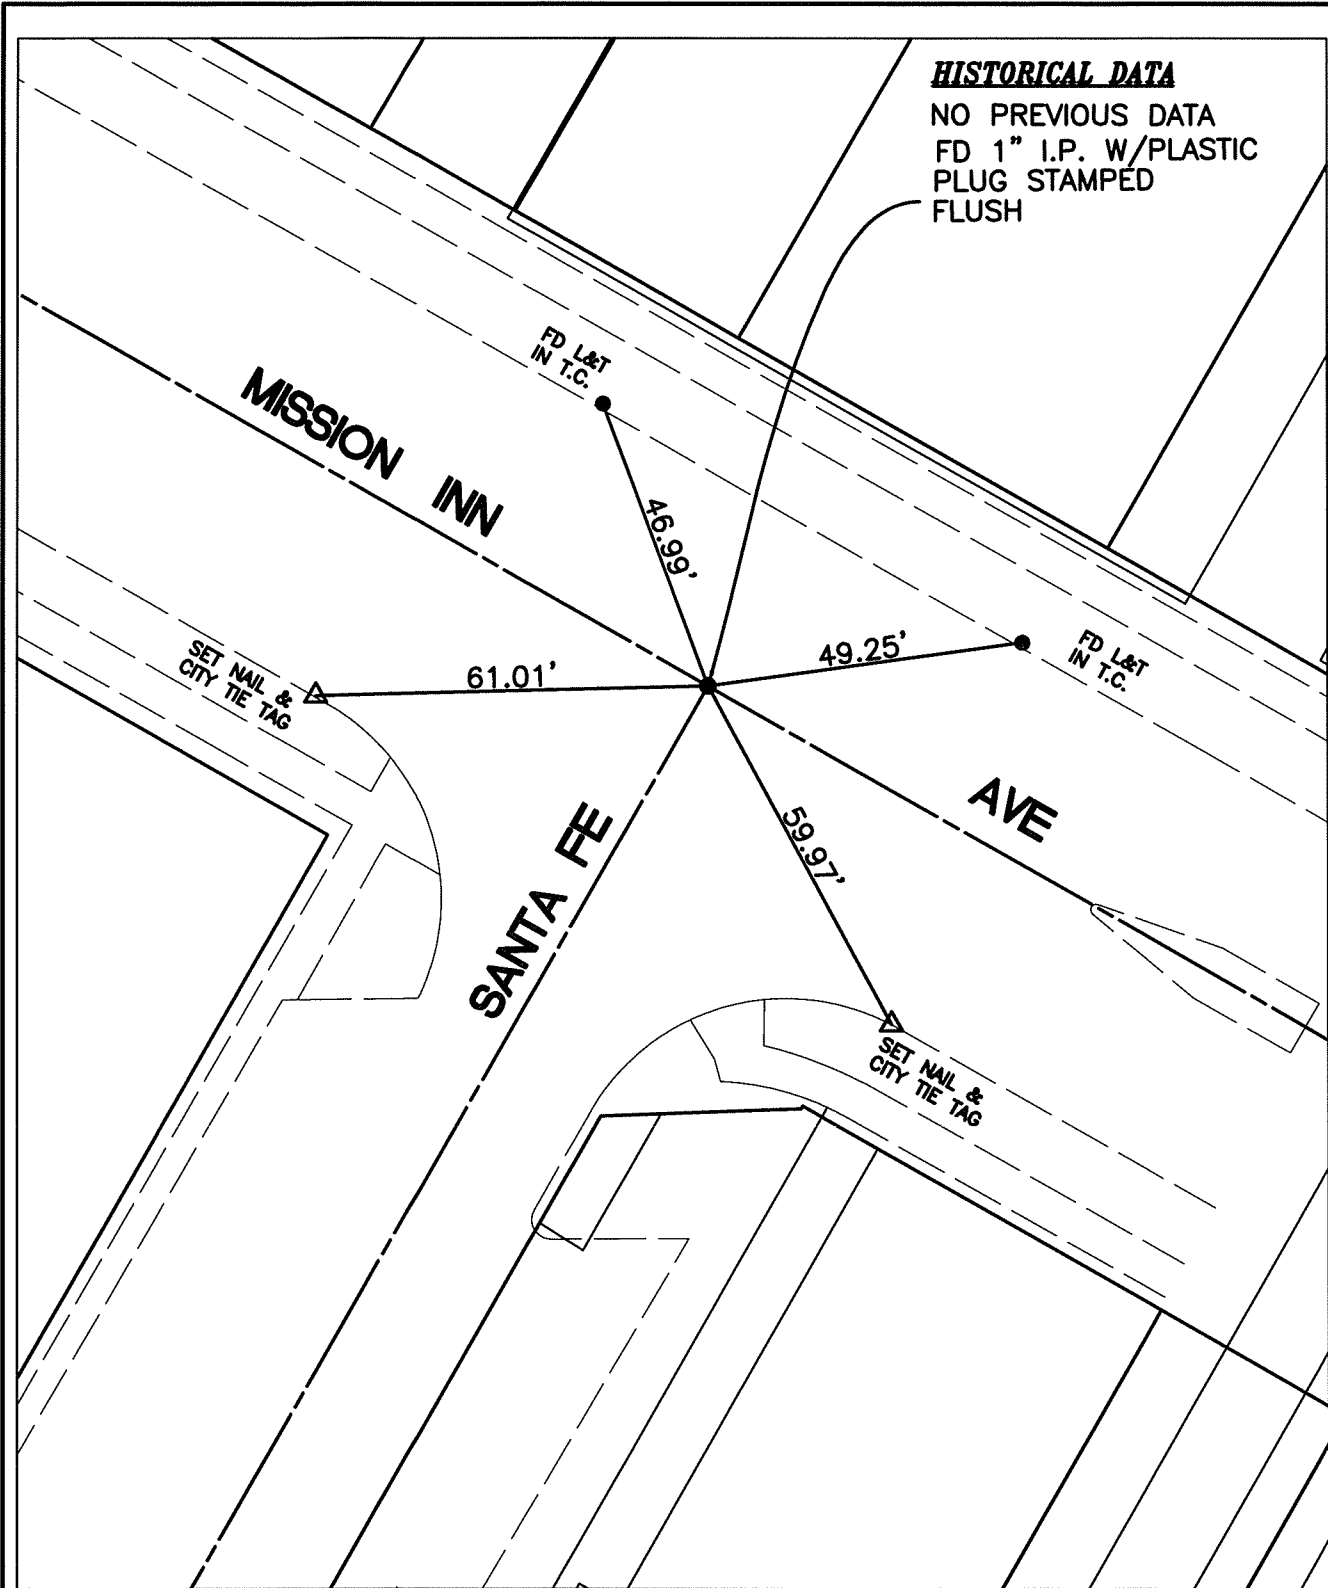 HISTORICAL DATA
NO PREVIOUS DATA
FD 1" I.P. W/PLASTIC
PLUG STAMPED
FLUSH
FD L&T
IN T.C.
MISSION INN
46.99'
49.25'
FD L&T
IN T.C.
61.01'
SET NAIL &
CITY TIE TAG
AVE
59.97'
SANTA FE
SET NAIL &
CITY TIE TAG